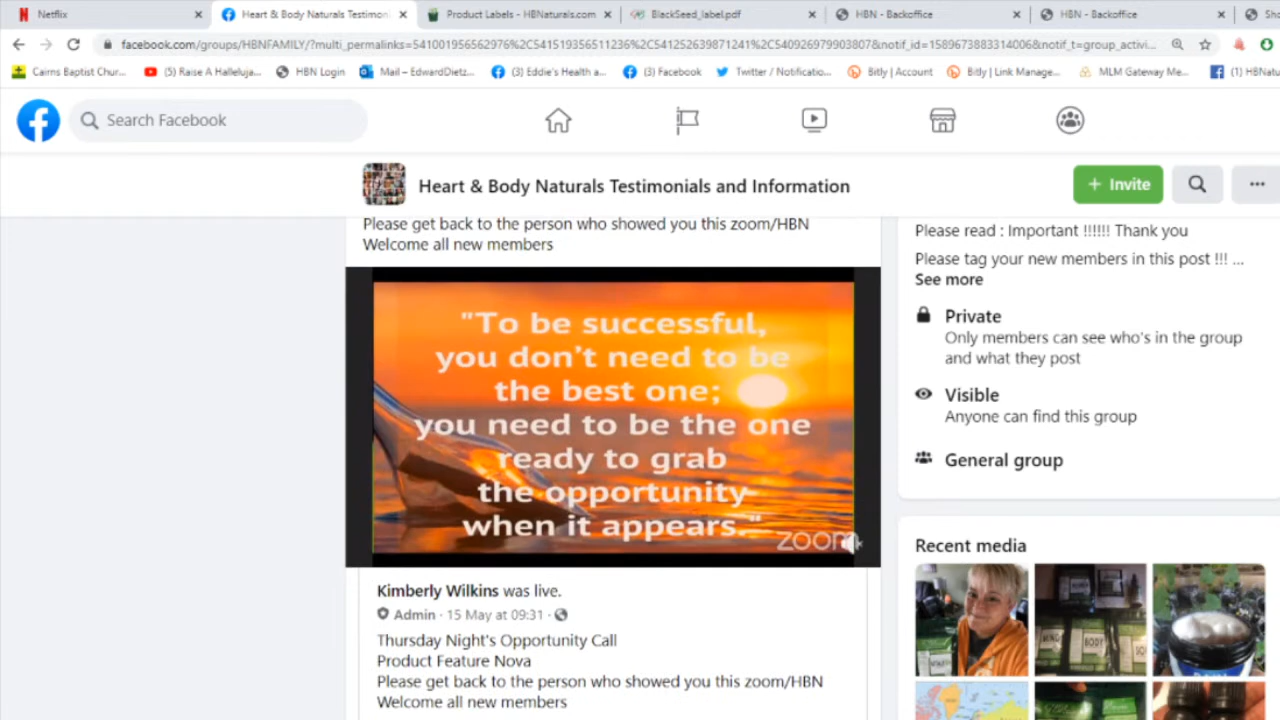 Netflix
Heart & Body Naturals Testimon
Product Labels - HBNaturals.com
BlackSeed_label.pdf
HBN - Backoffice
HBN - Backoffice
Sho
facebook.com/groups/HBNFAMILY/?multi_permalinks=541001956562976%2C541519356511236%2C541252639871241%2C540926979903807&notif_id=1589673883314006&notif_t=group_activi...
Cairns Baptist Chur...
(5) Raise A Halleluja...
HBN Login
Mail – EdwardDietz...
(3) Eddie's Health a...
(3) Facebook
Twitter / Notificatio...
Bitly | Account
Bitly | Link Manage...
MLM Gateway Me...
(1) HBNatu
Search Facebook
Heart & Body Naturals Testimonials and Information
+ Invite
Please get back to the person who showed you this zoom/HBN
Welcome all new members
"To be successful,
you don't need to be
the best one;
you need to be the one
ready to grab
the opportunity
when it appears."
zoom
Kimberly Wilkins was live.
Admin · 15 May at 09:31 ·
Thursday Night's Opportunity Call
Product Feature Nova
Please get back to the person who showed you this zoom/HBN
Welcome all new members
Please read : Important !!!!!! Thank you
Please tag your new members in this post !!! ...
See more
Private
Only members can see who's in the group
and what they post
Visible
Anyone can find this group
General group
Recent media
MIND
BODY